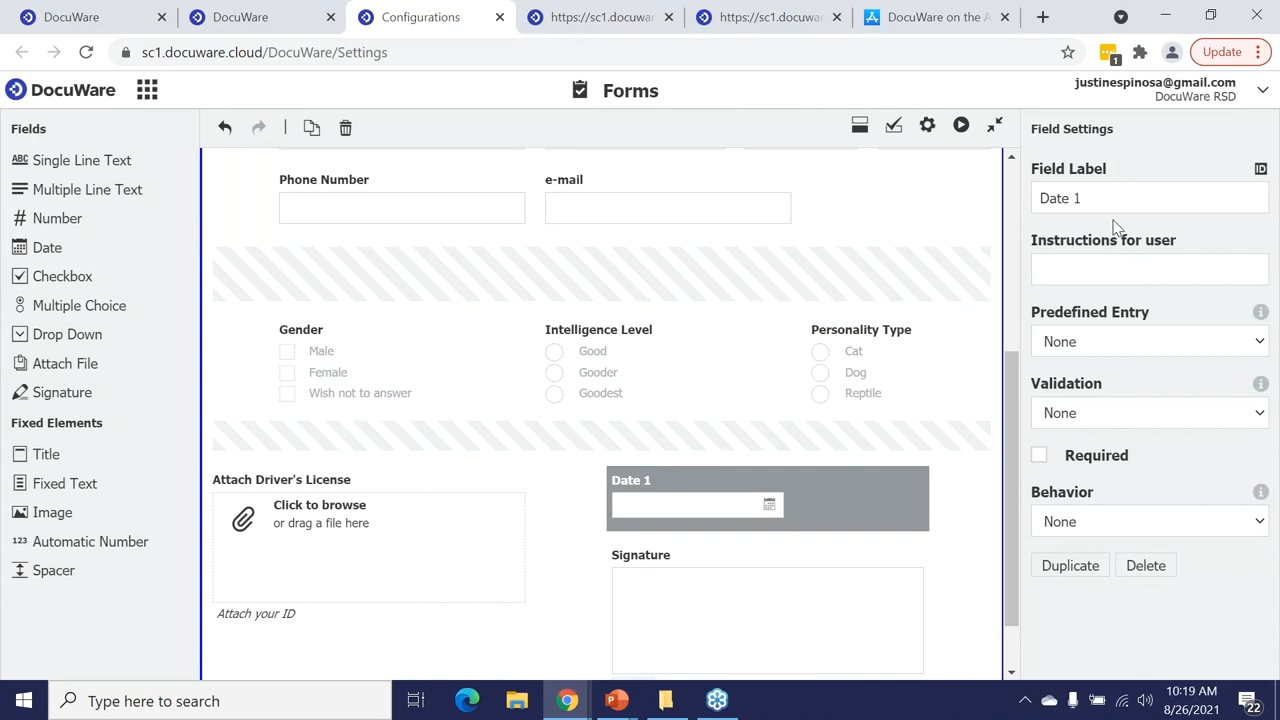 DocuWare
DocuWare
Configurations
https://sc1.docuwar
https://sc1.docuwa
DocuWare on the A
sc1.docuware.cloud/DocuWare/Settings
1
Update
DocuWare
Forms
justinespinosa@gmail.com
DocuWare RSD
Fields
ABC Single Line Text
Multiple Line Text
# Number
Date
Checkbox
Multiple Choice
Drop Down
Attach File
Signature
Fixed Elements
Title
Fixed Text
Image
123 Automatic Number
Spacer
Phone Number
e-mail
Gender
Male
Female
Wish not to answer
Intelligence Level
Good
Gooder
Goodest
Personality Type
Cat
Dog
Reptile
Attach Driver's License
Click to browse
or drag a file here
Attach your ID
Date 1
Signature
Field Settings
Field Label
ID
Date 1
Instructions for user
Predefined Entry
None
Validation
None
Required
Behavior
None
Duplicate
Delete
Type here to search
10:19 AM
8/26/2021
22